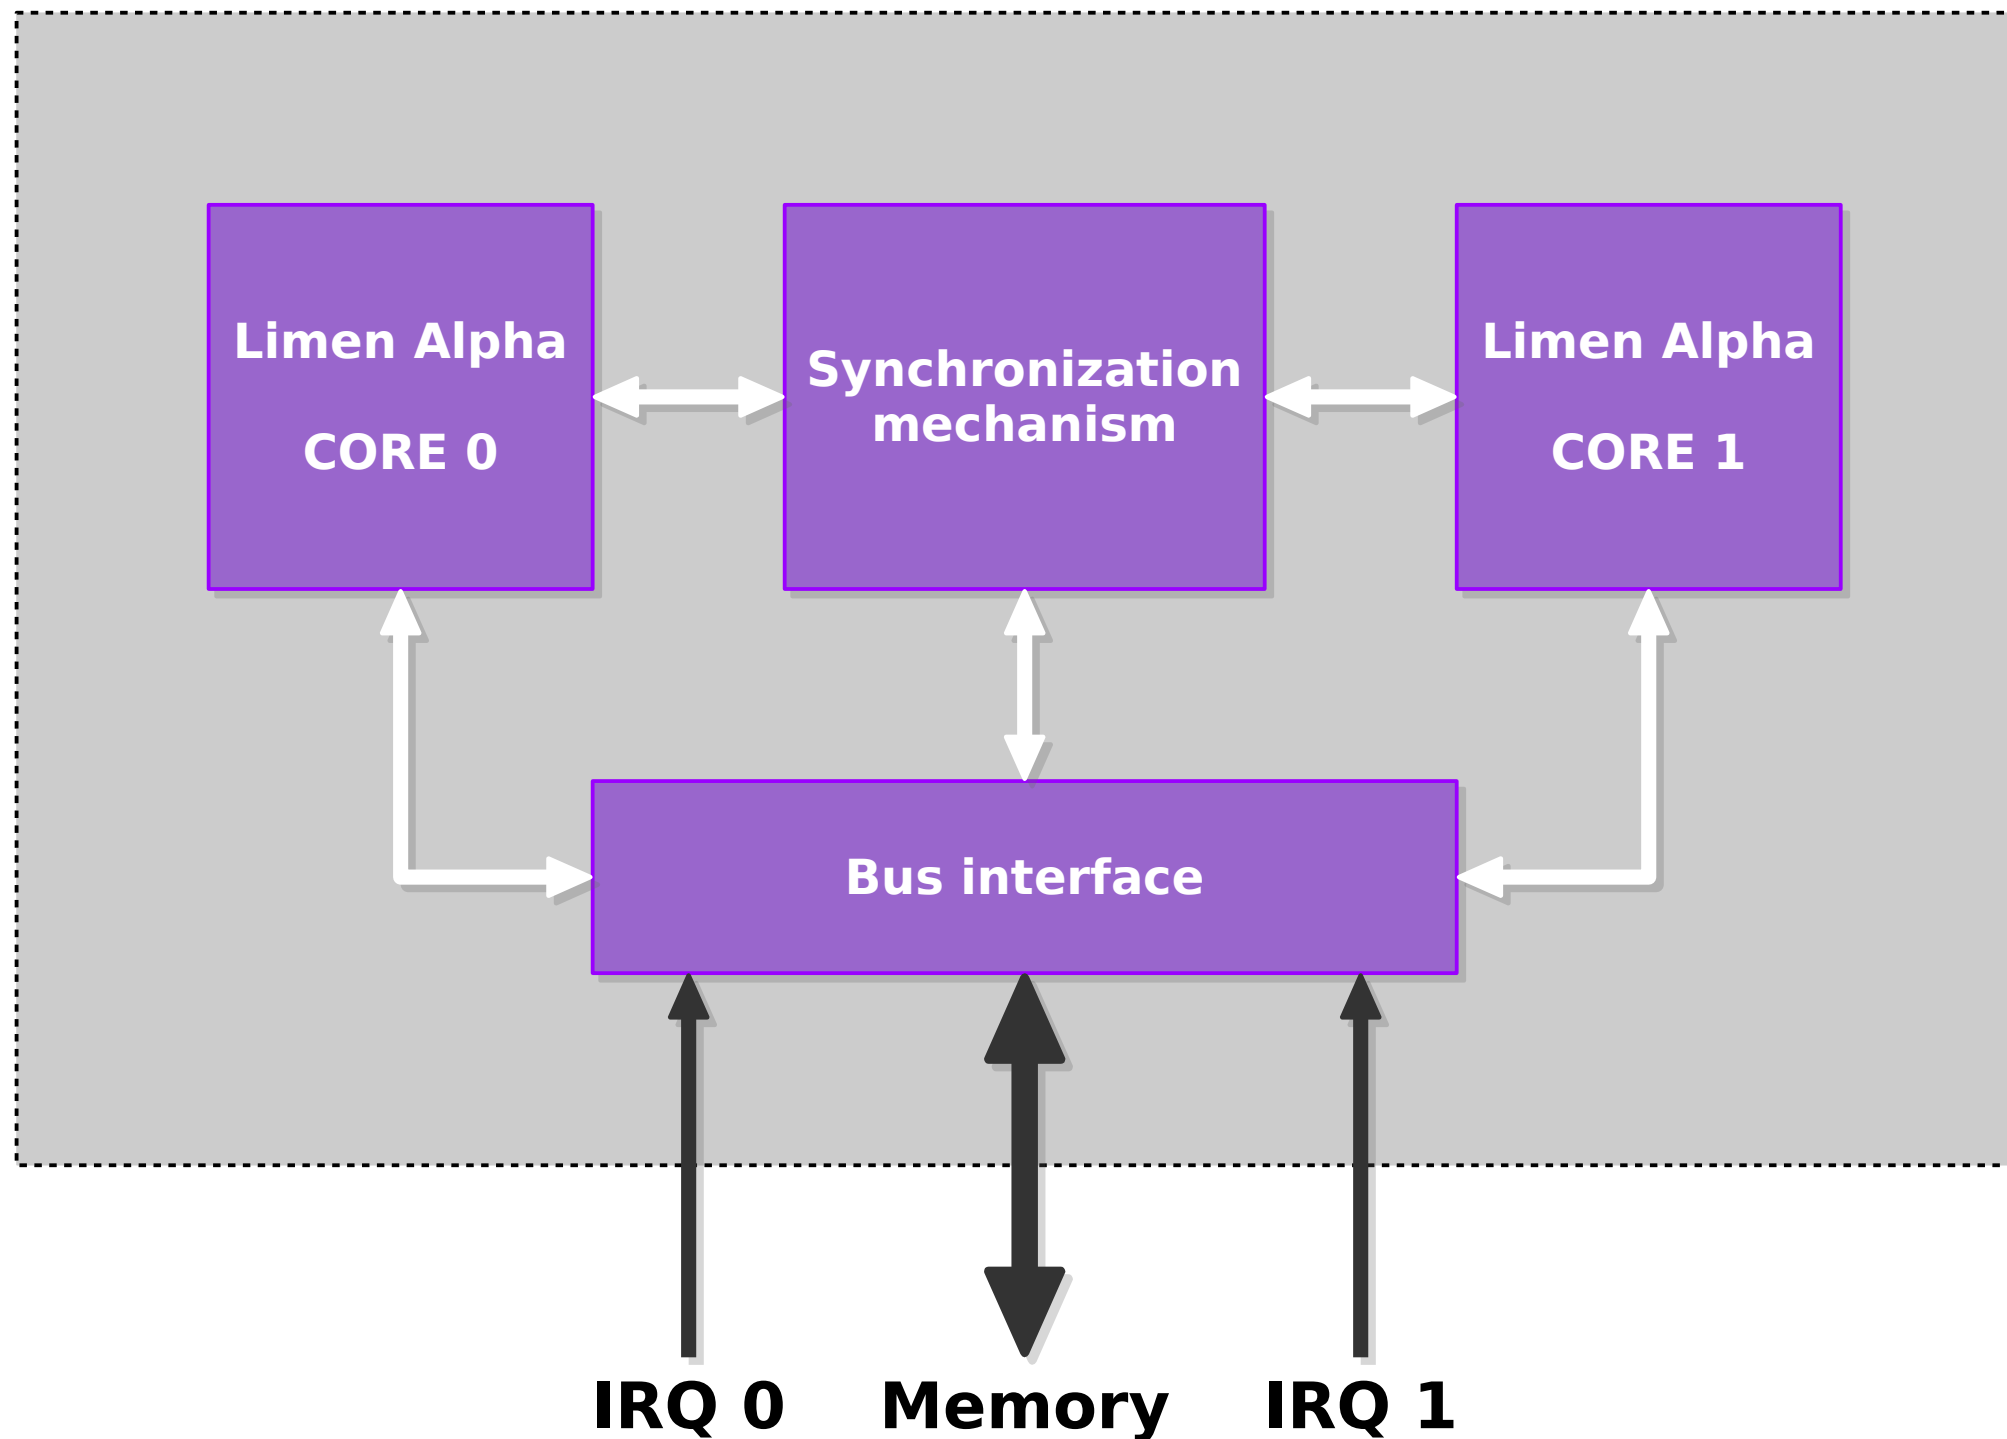 Limen Alpha
CORE 0
Synchronization
mechanism
Limen Alpha
CORE 1
Bus interface
IRQ 0
Memory
IRQ 1